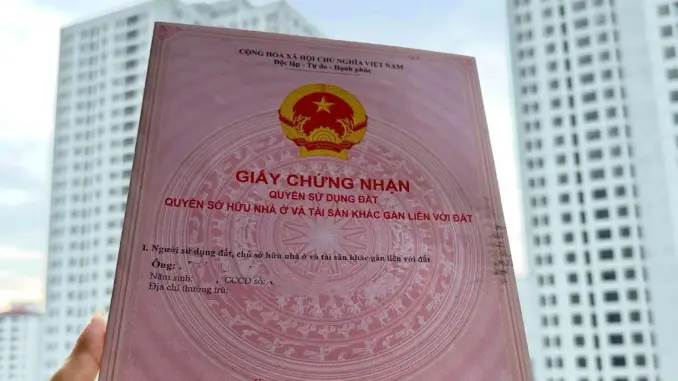 CỘNG HÒA XÃ HỘI CHỦ NGHĨA VIỆT NAM
Độc lập - Tự do - Hạnh phúc
GIẤY CHỨNG NHẬN
QUYỀN SỬ DỤNG ĐẤT
QUYỀN SỞ HỮU NHÀ Ở VÀ TÀI SẢN KHÁC GẮN LIỀN VỚI ĐẤT
I. Người sử dụng đất, chủ sở hữu nhà ở và tài sản khác gắn liền với đất
Ông:
Năm sinh: , CCCD số:
Địa chỉ thường trú: